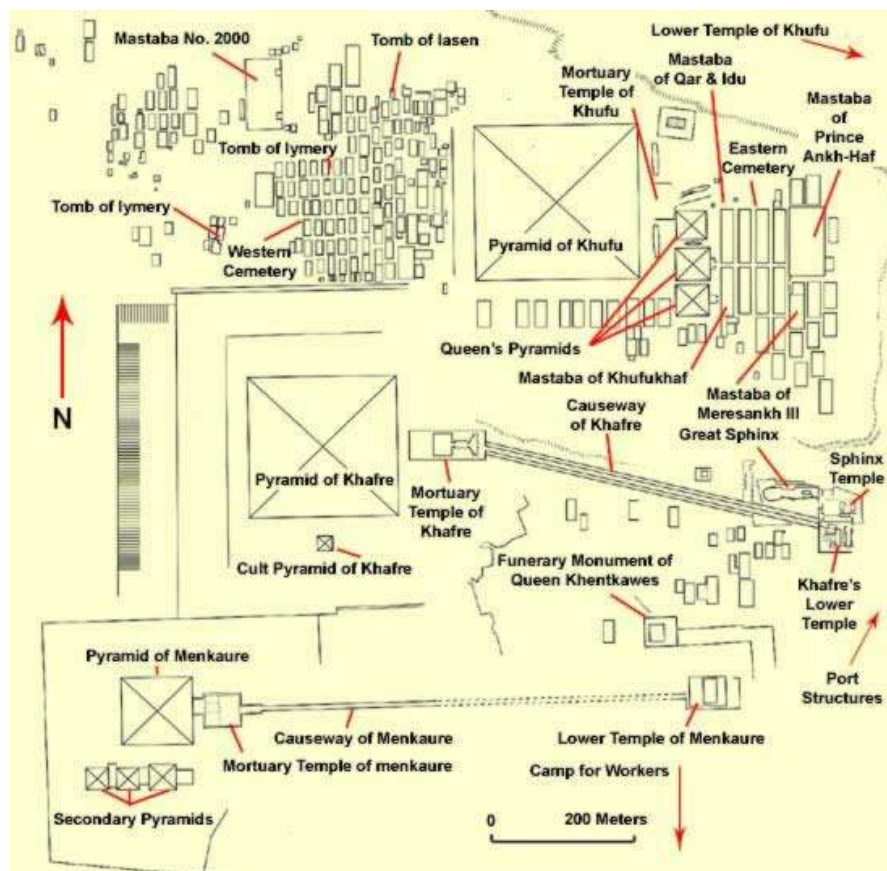 Lower Temple of Khufu
Mastaba No. 2000
Tomb of Iasen
Mortuary
Temple of
Khufu
Mastaba
of Qar & Idu
Mastaba
of
Prince
Ankh-Haf
Eastern
Cemetery
Tomb of Iymery
Tomb of Iymery
Western
Cemetery
Pyramid of Khufu
Queen's Pyramids
Mastaba of Khufukhaf
Mastaba of
Meresankh III
N
Causeway
of Khafre
Great Sphinx
Sphinx
Temple
Pyramid of Khafre
Mortuary
Temple of
Khafre
Cult Pyramid of Khafre
Funerary Monument of
Queen Khentkawes
Khafre's
Lower
Temple
Port
Structures
Pyramid of Menkaure
Causeway of Menkaure
Mortuary Temple of menkaure
Lower Temple of Menkaure
Camp for Workers
Secondary Pyramids
0 200 Meters